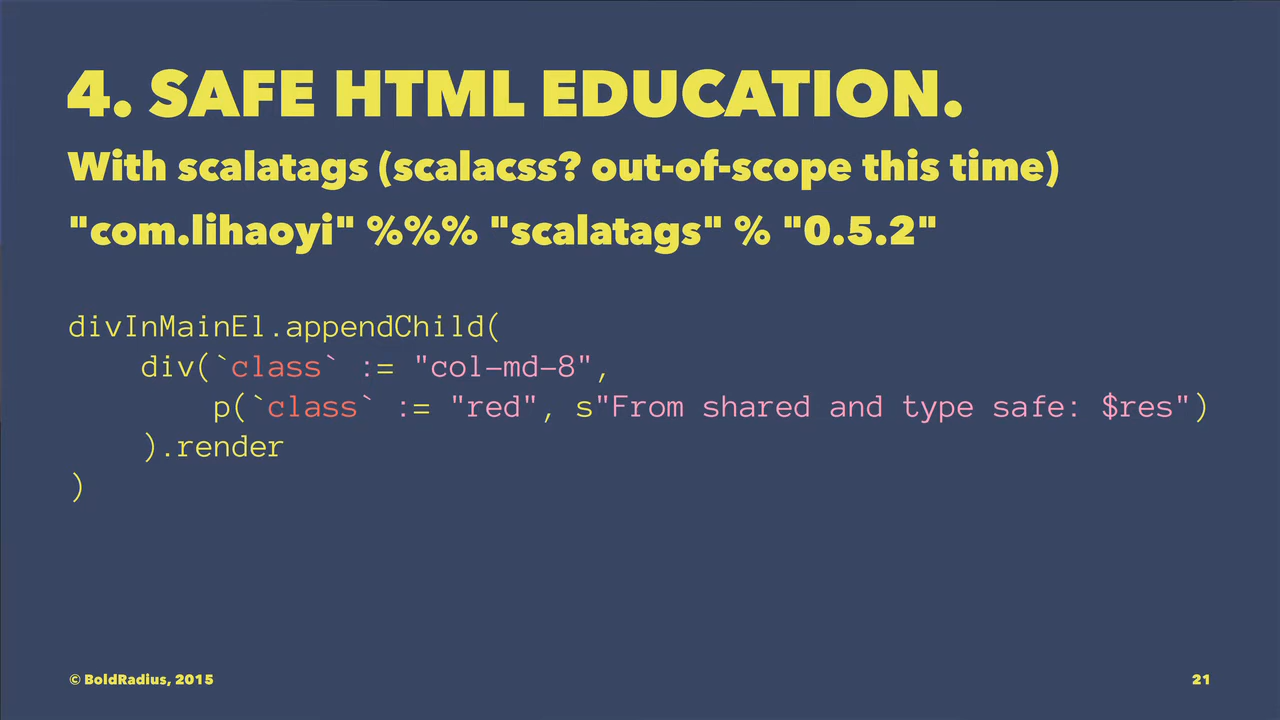 4. SAFE HTML EDUCATION.
With scalatags (scalacss? out-of-scope this time)
"com.lihaoyi" %%% "scalatags" % "0.5.2"
divInMainEl.appendChild(
    div(`class` := "col-md-8",
        p(`class` := "red", s"From shared and type safe: $res")
    ).render
)
© BoldRadius, 2015
21